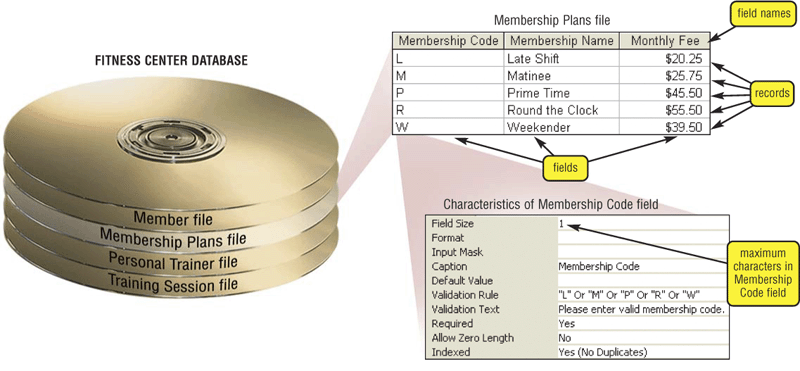 FITNESS CENTER DATABASE
Member file
Membership Plans file
Personal Trainer file
Training Session file
Membership Plans file
field names
Membership Code Membership Name Monthly Fee
L Late Shift $20.25
M Matinee $25.75
P Prime Time $45.50
R Round the Clock $55.50
W Weekender $39.50
records
fields
Characteristics of Membership Code field
Field Size 1
Format
Input Mask
Caption Membership Code
Default Value
Validation Rule "L" Or "M" Or "P" Or "R" Or "W"
Validation Text Please enter valid membership code.
Required Yes
Allow Zero Length No
Indexed Yes (No Duplicates)
maximum
characters in
Membership
Code field